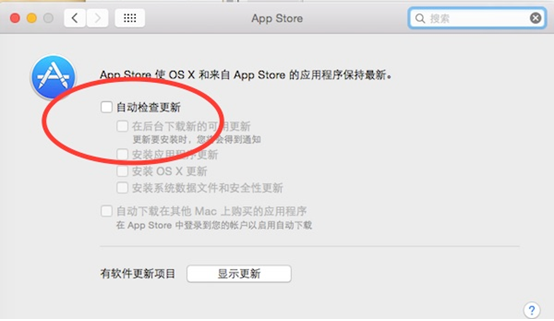 App Store
搜索
App Store 使 OS X 和来自 App Store 的应用程序保持最新。
自动检查更新
在后台下载新的可用更新
更新要安装时，您将会得到通知
安装应用程序更新
安装 OS X 更新
安装系统数据文件和安全性更新
自动下载在其他 Mac 上购买的应用程序
在 App Store 中登录到您的帐户以启用自动下载
有软件更新项目
显示更新
?